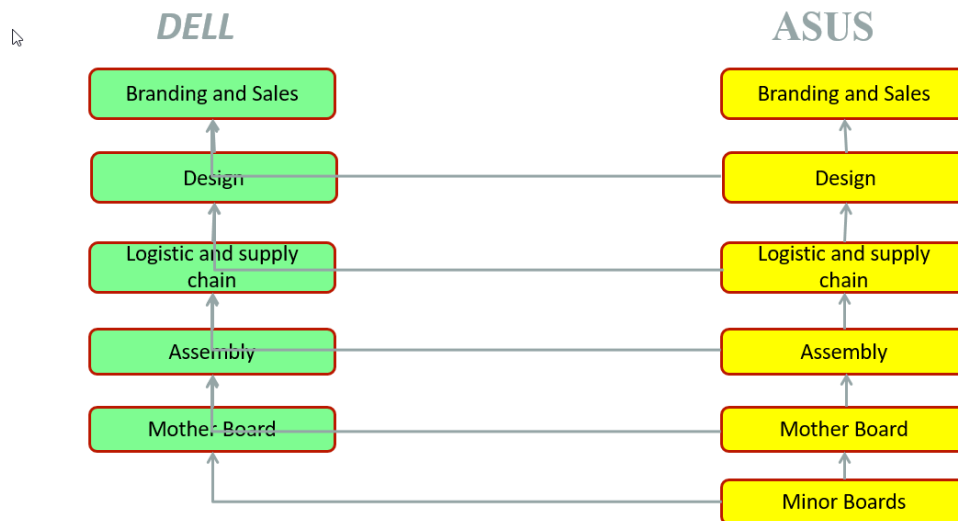 DELL
ASUS
Branding and Sales
Branding and Sales
Design
Design
Logistic and supply
chain
Logistic and supply
chain
Assembly
Assembly
Mother Board
Mother Board
Minor Boards